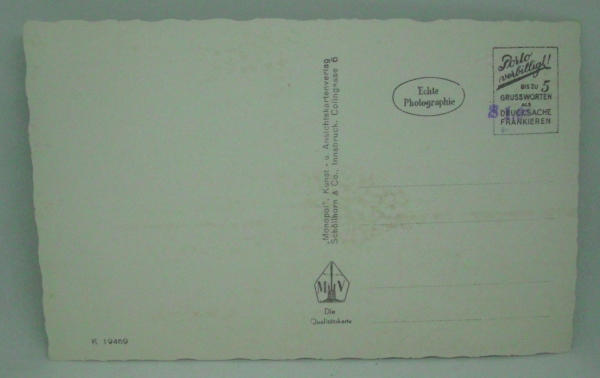 "Monopol", Kunst - u. Ansichtskartenverlag
Schöllhorn & Co., Innsbruck, Colingasse 6
Echte
Photographie
Porto
verbilligt!
BIS ZU 5
GRUSSWORTEN
ALS
DRUCKSACHE
FRANKIEREN
M V
Die
Qualitätskarte
K 19469